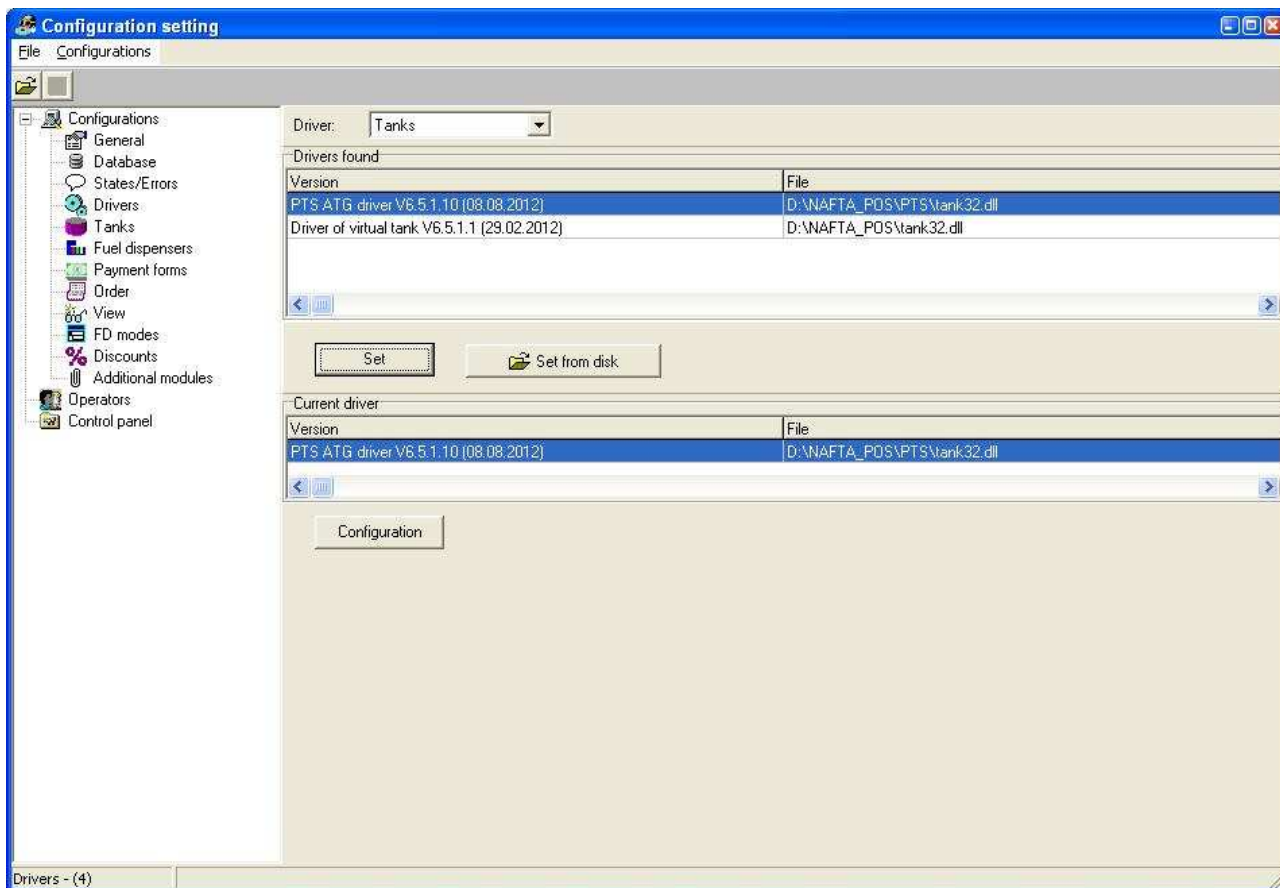 Configuration setting
File Configurations
Configurations
General
Database
States/Errors
Drivers
Tanks
Fuel dispensers
Payment forms
Order
View
FD modes
Discounts
Additional modules
Operators
Control panel
Driver: Tanks
Drivers found
Version File
PTS ATG driver V6.5.1.10 (08.08.2012) D:\NAFTA_POS\PTS\tank32.dll
Driver of virtual tank V6.5.1.1 (29.02.2012) D:\NAFTA_POS\tank32.dll
Set Set from disk
Current driver
Version File
PTS ATG driver V6.5.1.10 (08.08.2012) D:\NAFTA_POS\PTS\tank32.dll
Configuration
Drivers - (4)